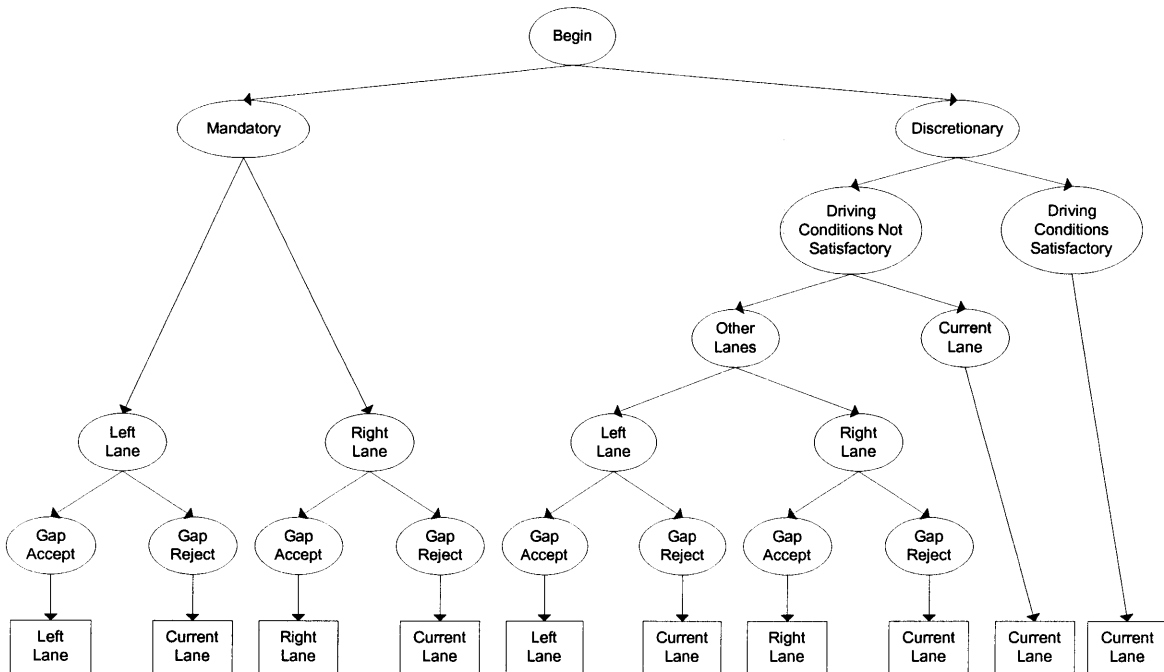 Begin
Mandatory
Discretionary
Driving
Conditions Not
Satisfactory
Driving
Conditions
Satisfactory
Other
Lanes
Current
Lane
Left
Lane
Right
Lane
Left
Lane
Right
Lane
Gap
Accept
Gap
Reject
Gap
Accept
Gap
Reject
Gap
Accept
Gap
Reject
Gap
Accept
Gap
Reject
Left
Lane
Current
Lane
Right
Lane
Current
Lane
Left
Lane
Current
Lane
Right
Lane
Current
Lane
Current
Lane
Current
Lane